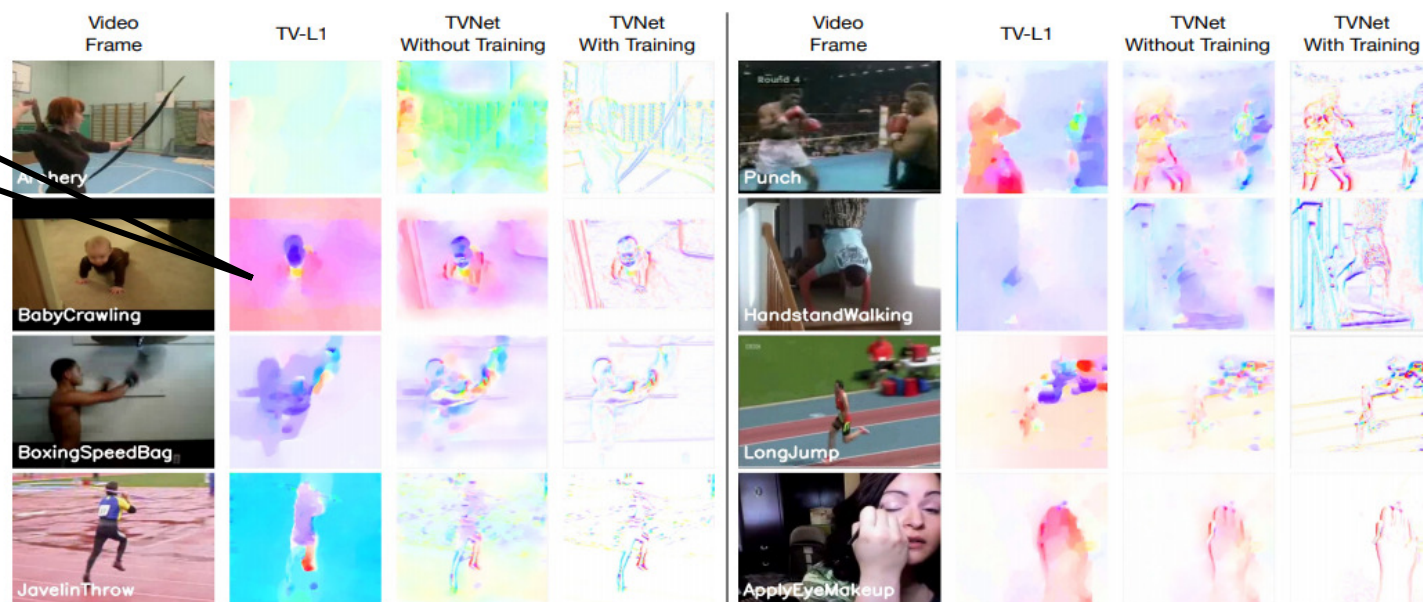 Video
Frame
TV-L1
TVNet
Without Training
TVNet
With Training
Video
Frame
TV-L1
TVNet
Without Training
TVNet
With Training
Archery
Round 4
Punch
BabyCrawling
HandstandWalking
BoxingSpeedBag
LongJump
JavelinThrow
ApplyEyeMakeup